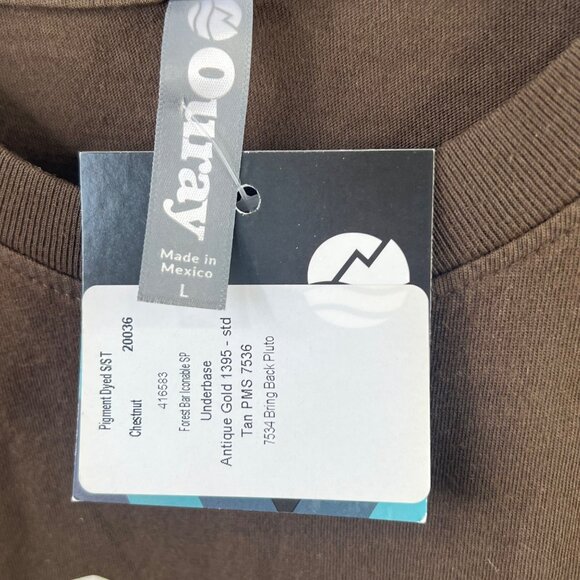 Ouray
Made in
Mexico
L
Pigment Dyed S/ST
20036
Chestnut
416583
Forest Bar Iconable SP
Underbase
Antique Gold 1395 - std
Tan PMS 7536
7534 Bring Back Pluto